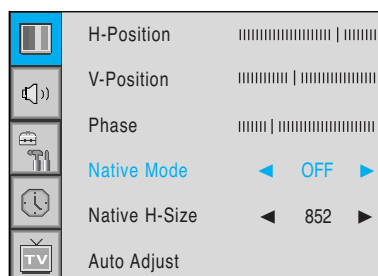 H-Position
V-Position
Phase
Native Mode ◄ OFF ►
Native H-Size ◄ 852 ►
TV Auto Adjust